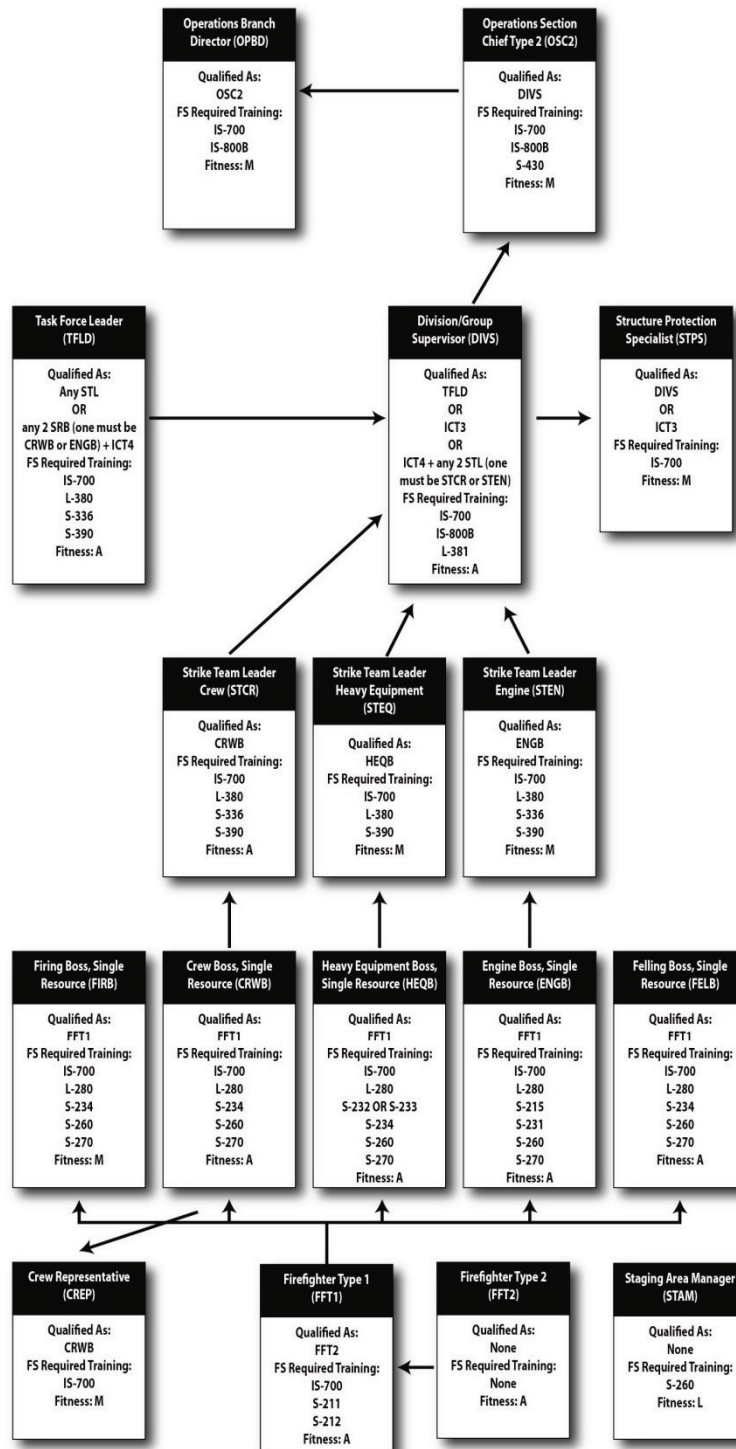 Operations Branch
Director (OPBD)
Qualified As:
OSC2
FS Required Training:
IS-700
IS-800B
Fitness: M
Operations Section
Chief Type 2 (OSC2)
Qualified As:
DIVS
FS Required Training:
IS-700
IS-800B
S-430
Fitness: M
Task Force Leader
(TFLD)
Qualified As:
Any STL
OR
any 2 SRB (one must be
CRWB or ENGB) + ICT4
FS Required Training:
IS-700
L-380
S-336
S-390
Fitness: A
Division/Group
Supervisor (DIVS)
Qualified As:
TFLD
OR
ICT3
OR
ICT4 + any 2 STL (one
must be STCR or STEN)
FS Required Training:
IS-700
IS-800B
L-381
Fitness: A
Structure Protection
Specialist (STPS)
Qualified As:
DIVS
OR
ICT3
FS Required Training:
IS-700
Fitness: M
Strike Team Leader
Crew (STCR)
Qualified As:
CRWB
FS Required Training:
IS-700
L-380
S-336
S-390
Fitness: A
Strike Team Leader
Heavy Equipment
(STEQ)
Qualified As:
HEQB
FS Required Training:
IS-700
L-380
S-390
Fitness: M
Strike Team Leader
Engine (STEN)
Qualified As:
ENGB
FS Required Training:
IS-700
L-380
S-336
S-390
Fitness: M
Firing Boss, Single
Resource (FIRB)
Qualified As:
FFT1
FS Required Training:
IS-700
L-280
S-234
S-260
S-270
Fitness: M
Crew Boss, Single
Resource (CRWB)
Qualified As:
FFT1
FS Required Training:
IS-700
L-280
S-234
S-260
S-270
Fitness: A
Heavy Equipment Boss,
Single Resource (HEQB)
Qualified As:
FFT1
FS Required Training:
IS-700
L-280
S-232 OR S-233
S-234
S-260
S-270
Fitness: A
Engine Boss, Single
Resource (ENGB)
Qualified As:
FFT1
FS Required Training:
IS-700
L-280
S-215
S-231
S-260
S-270
Fitness: A
Felling Boss, Single
Resource (FELB)
Qualified As:
FFT1
FS Required Training:
IS-700
L-280
S-234
S-260
S-270
Fitness: A
Crew Representative
(CREP)
Qualified As:
CRWB
FS Required Training:
IS-700
Fitness: M
Firefighter Type 1
(FFT1)
Qualified As:
FFT2
FS Required Training:
IS-700
S-211
S-212
Fitness: A
Firefighter Type 2
(FFT2)
Qualified As:
None
FS Required Training:
None
Fitness: A
Staging Area Manager
(STAM)
Qualified As:
None
FS Required Training:
S-260
Fitness: L